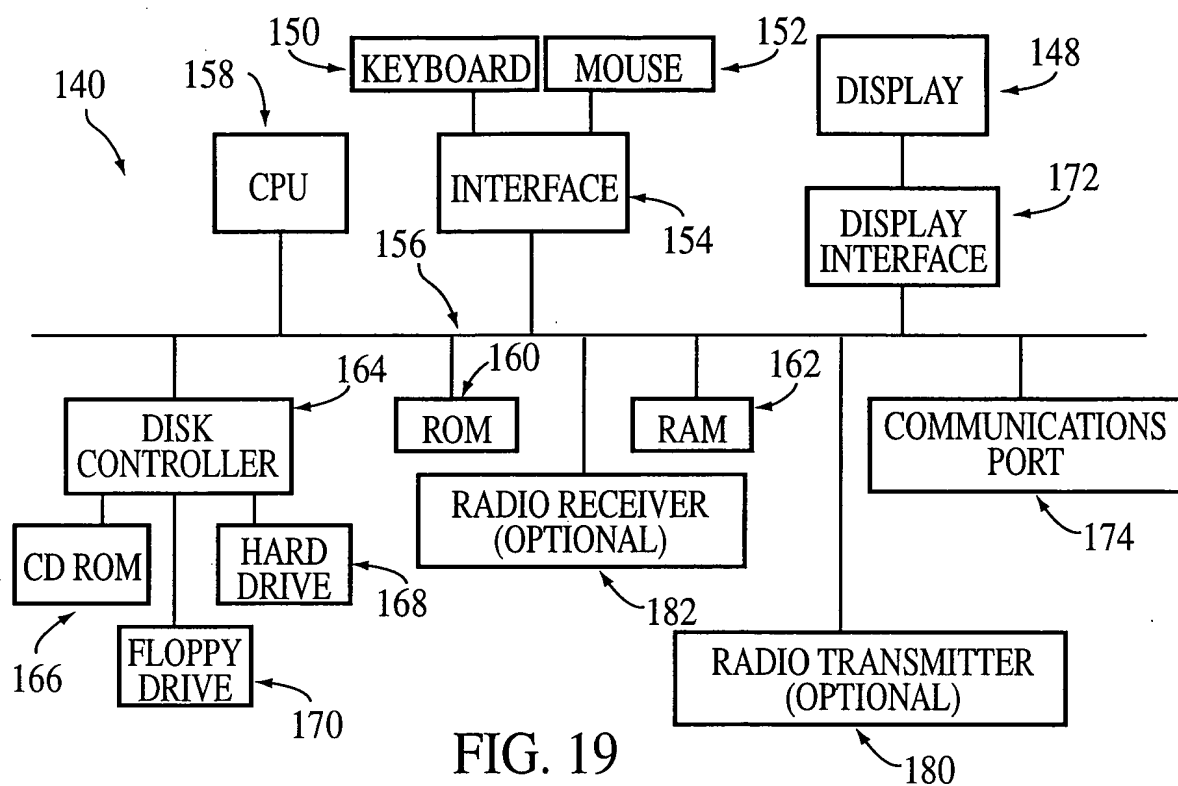 150
KEYBOARD
MOUSE
152
158
140
DISPLAY
148
CPU
INTERFACE
154
172
DISPLAY
INTERFACE
156
164
160
162
DISK
CONTROLLER
ROM
RAM
COMMUNICATIONS
PORT
174
RADIO RECEIVER
(OPTIONAL)
182
CD ROM
166
HARD
DRIVE
168
FLOPPY
DRIVE
170
RADIO TRANSMITTER
(OPTIONAL)
180
FIG. 19